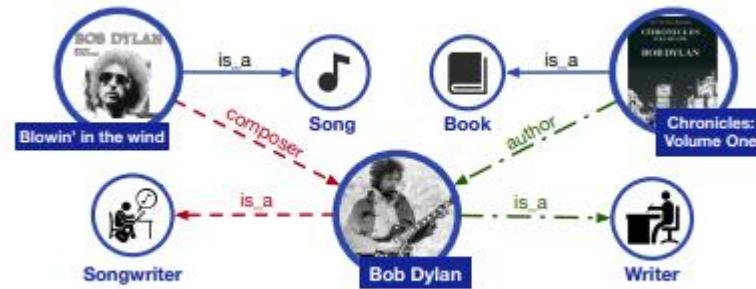 BOB DYLAN
is_a
is_a
CHRONICLES
BOB DYLAN
Song
Book
Blowin' in the wind
Chronicles:
Volume One
composer
author
is_a
is_a
Songwriter
Bob Dylan
Writer